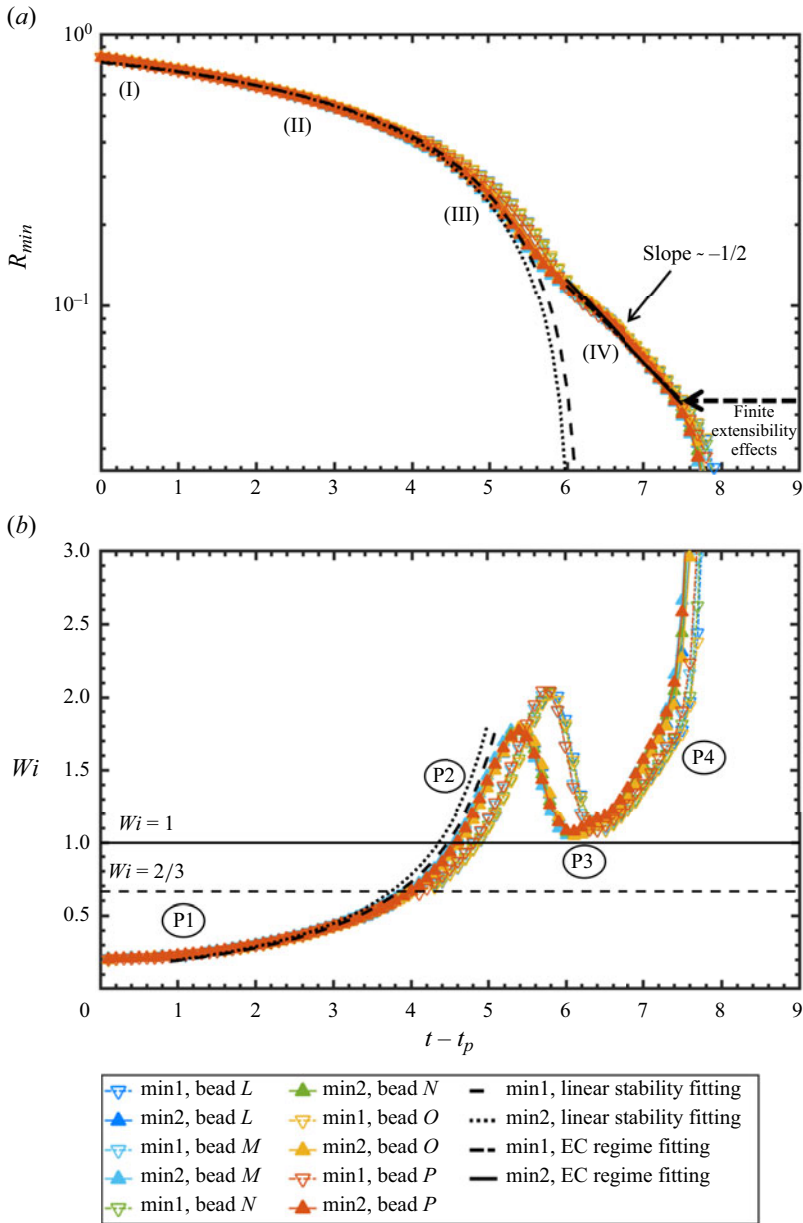 (a)
10⁰
(I)
(II)
(III)
(IV)
Slope ~ –1/2
R_min
10⁻¹
Finite
extensibility
effects
0 1 2 3 4 5 6 7 8 9
(b)
3.0
2.5
2.0
1.5
1.0
0.5
Wi
Wi = 1
Wi = 2/3
P1
P2
P3
P4
0 1 2 3 4 5 6 7 8 9
t – t_p
min1, bead L
min2, bead L
min1, bead M
min2, bead M
min1, bead N
min2, bead N
min1, bead O
min2, bead O
min1, bead P
min2, bead P
min1, linear stability fitting
min2, linear stability fitting
min1, EC regime fitting
min2, EC regime fitting